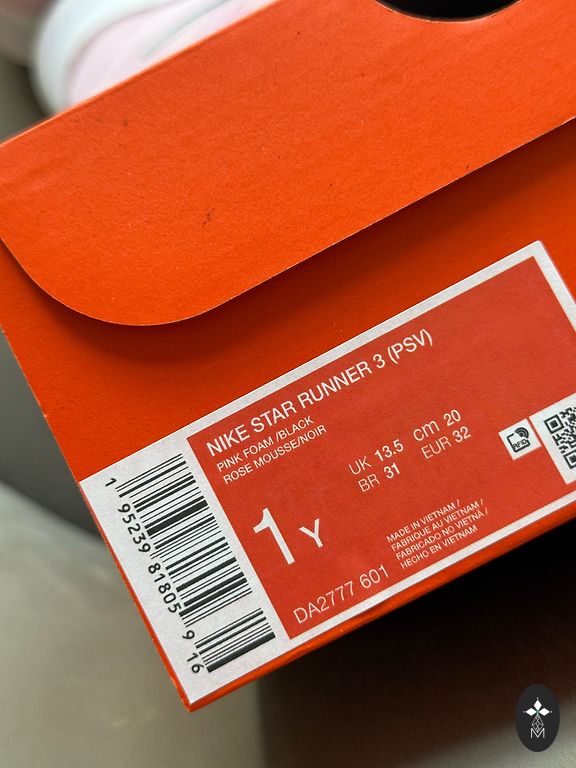 NIKE STAR RUNNER 3 (PSV)
PINK FOAM /BLACK
ROSE MOUSSE/NOIR
UK 13.5 cm 20
BR 31 EUR 32
1Y
MADE IN VIETNAM /
FABRIQUE AU VIETNAM /
FABRICADO NO VIETNÃ /
HECHO EN VIETNAM
DA2777 601
1 95239 81805 9 16
RFID
M